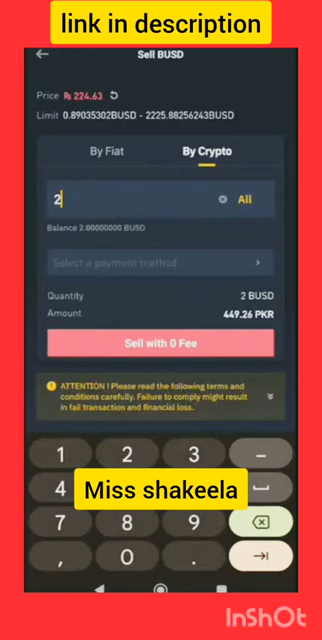 link in description
Sell BUSD
Price ₨ 224.63
Limit 0.89035302BUSD - 2225.88256243BUSD
By Fiat By Crypto
2 All
Balance 2.00000000 BUSD
Select a payment method
Quantity 2 BUSD
Amount 449.26 PKR
Sell with 0 Fee
ATTENTION ! Please read the following terms and
conditions carefully. Failure to comply might result
in fail transaction and financial loss.
1 2 3 –
4
Miss shakeela
7 8 9
, 0 .
InShOt